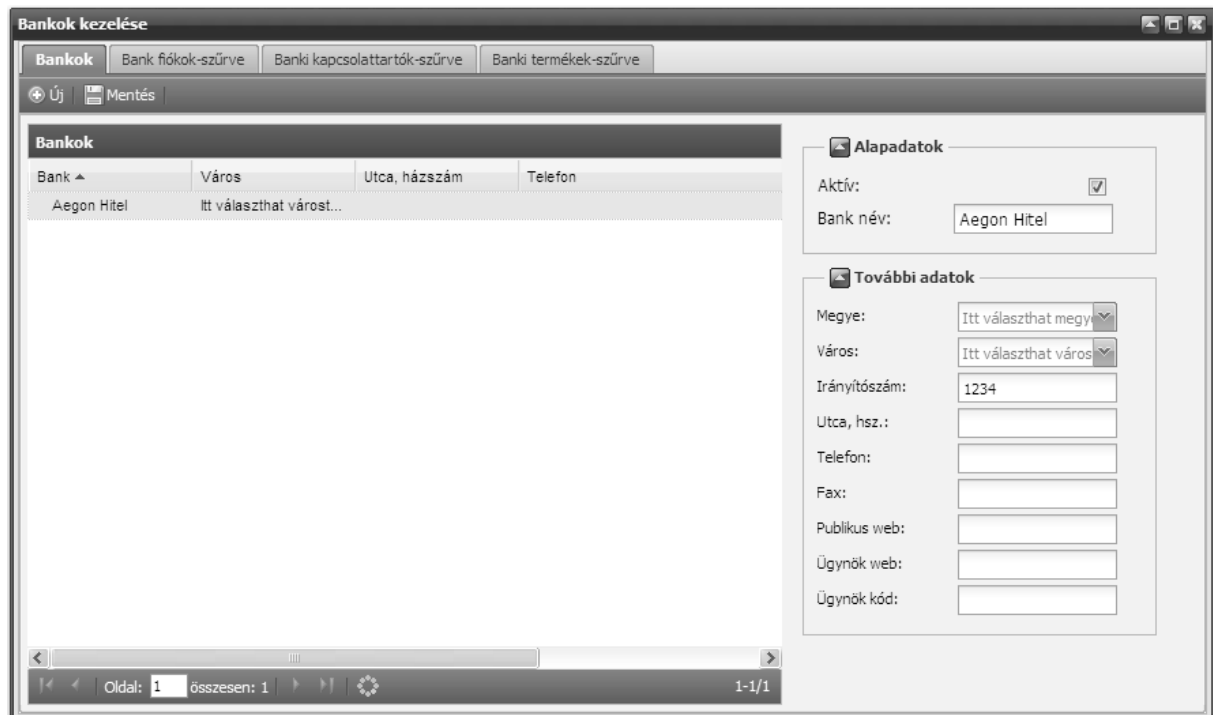 Bankok kezelése
Bankok Bank fiókok-szűrve Banki kapcsolattartók-szűrve Banki termékek-szűrve
Új Mentés
Bankok
Bank Város Utca, házszám Telefon
Aegon Hitel Itt választhat várost...
Alapadatok
Aktív:
Bank név: Aegon Hitel
További adatok
Megye: Itt választhat megy
Város: Itt választhat város
Irányítószám: 1234
Utca, hsz.:
Telefon:
Fax:
Publikus web:
Ügynök web:
Ügynök kód:
Oldal: 1 összesen: 1 1-1/1